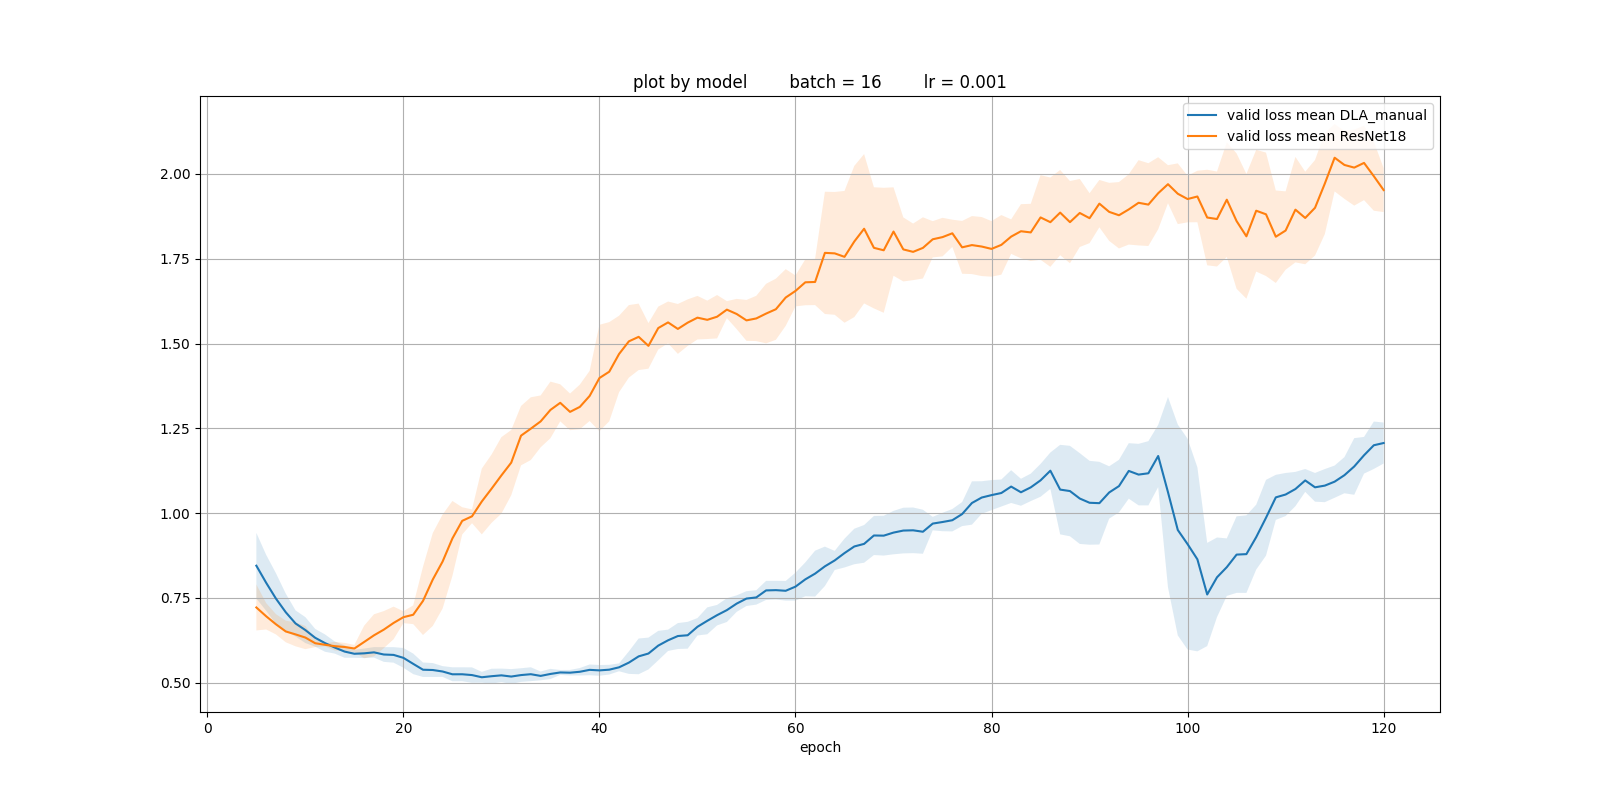 plot by model batch = 16 lr = 0.001
valid loss mean DLA_manual
valid loss mean ResNet18
2.00
1.75
1.50
1.25
1.00
0.75
0.50
0 20 40 60 80 100 120
epoch